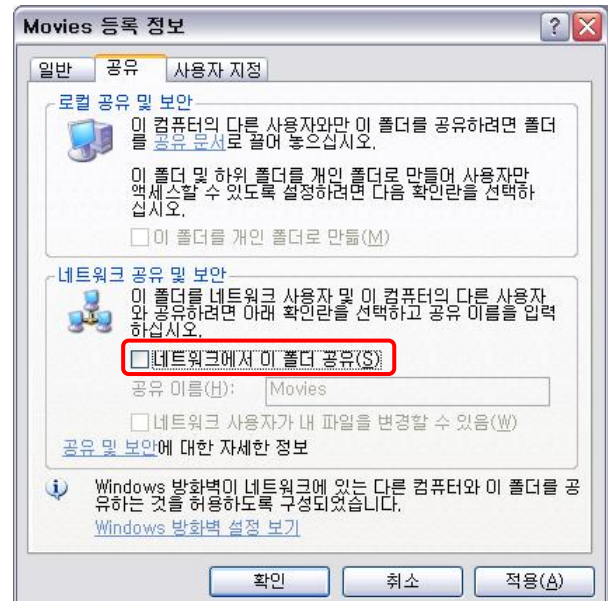 Movies 등록 정보
일반 공유 사용자 지정
로컬 공유 및 보안
이 컴퓨터의 다른 사용자와만 이 폴더를 공유하려면 폴더
를 공유 문서로 끌어 놓으십시오.
이 폴더 및 하위 폴더를 개인 폴더로 만들어 사용자만
액세스할 수 있도록 설정하려면 다음 확인란을 선택하
십시오.
이 폴더를 개인 폴더로 만듦(M)
네트워크 공유 및 보안
이 폴더를 네트워크 사용자 및 이 컴퓨터의 다른 사용자
와 공유하려면 아래 확인란을 선택하고 공유 이름을 입력
하십시오.
네트워크에서 이 폴더 공유(S)
공유 이름(H): Movies
네트워크 사용자가 내 파일을 변경할 수 있음(W)
공유 및 보안에 대한 자세한 정보
Windows 방화벽이 네트워크에 있는 다른 컴퓨터와 이 폴더를 공
유하는 것을 허용하도록 구성되었습니다.
Windows 방화벽 설정 보기
확인 취소 적용(A)